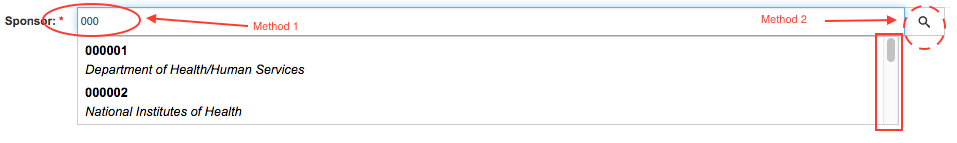 Sponsor: * 000
Method 1
Method 2
000001
Department of Health/Human Services
000002
National Institutes of Health